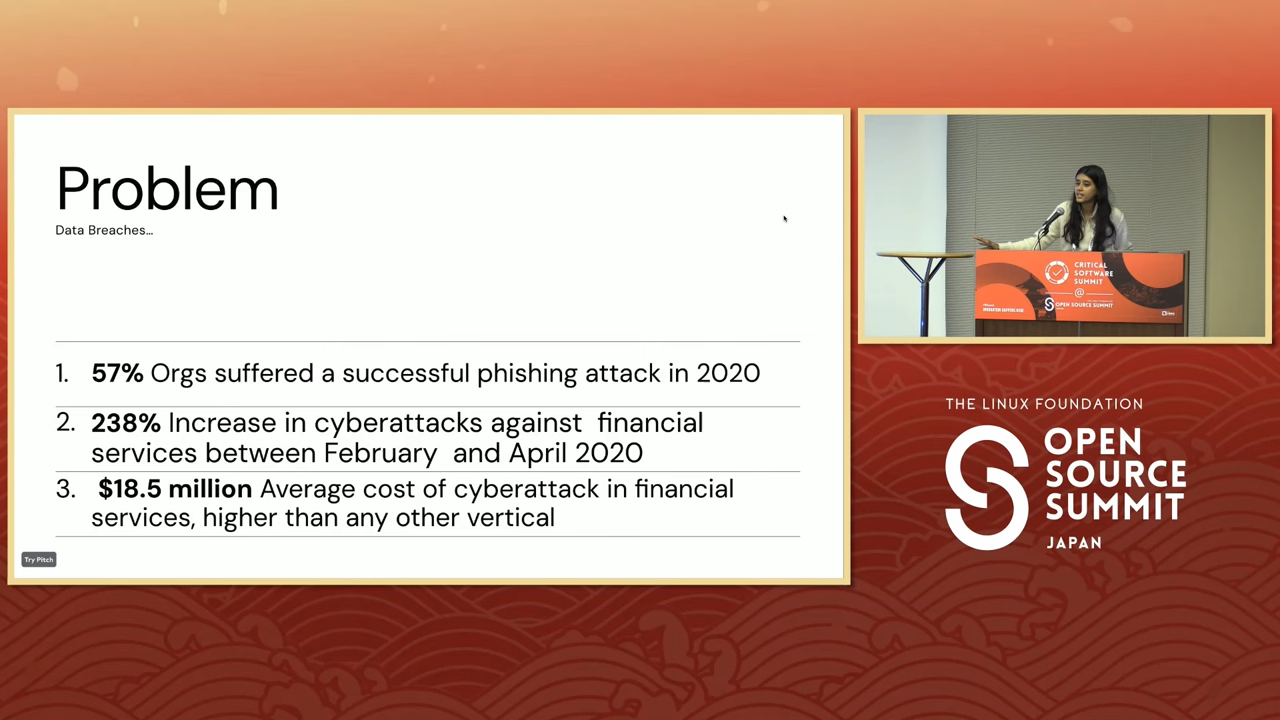 Problem
Data Breaches...
1. 57% Orgs suffered a successful phishing attack in 2020
2. 238% Increase in cyberattacks against financial
services between February and April 2020
3. $18.5 million Average cost of cyberattack in financial
services, higher than any other vertical
Try Pitch
CRITICAL
SOFTWARE
SUMMIT
@
OPEN SOURCE SUMMIT
THE LINUX FOUNDATION
OPEN
SOURCE
SUMMIT
JAPAN